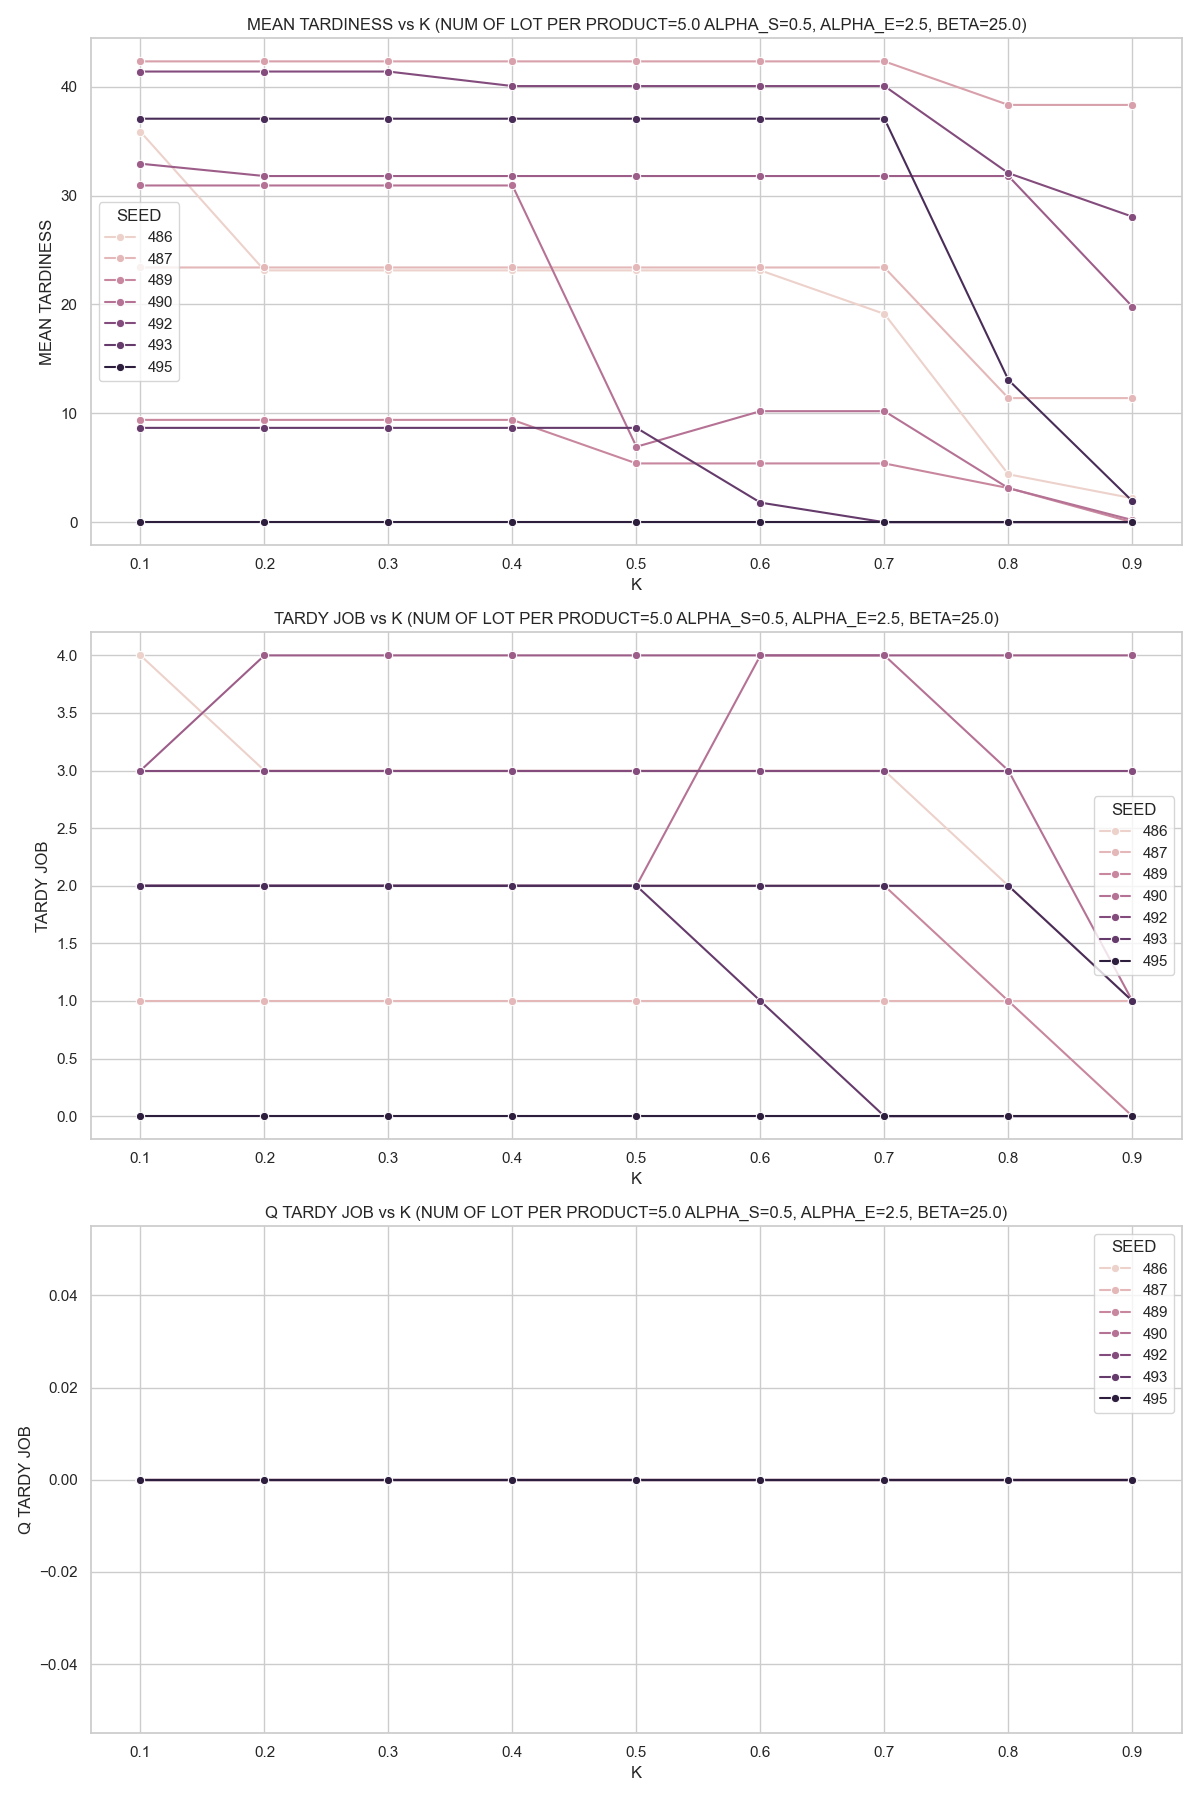 MEAN TARDINESS vs K (NUM OF LOT PER PRODUCT=5.0 ALPHA_S=0.5, ALPHA_E=2.5, BETA=25.0)
MEAN TARDINESS
40
30
20
10
0
SEED
486
487
489
490
492
493
495
0.1 0.2 0.3 0.4 0.5 0.6 0.7 0.8 0.9
K
TARDY JOB vs K (NUM OF LOT PER PRODUCT=5.0 ALPHA_S=0.5, ALPHA_E=2.5, BETA=25.0)
TARDY JOB
4.0
3.5
3.0
2.5
2.0
1.5
1.0
0.5
0.0
SEED
486
487
489
490
492
493
495
0.1 0.2 0.3 0.4 0.5 0.6 0.7 0.8 0.9
K
Q TARDY JOB vs K (NUM OF LOT PER PRODUCT=5.0 ALPHA_S=0.5, ALPHA_E=2.5, BETA=25.0)
Q TARDY JOB
0.04
0.02
0.00
−0.02
−0.04
SEED
486
487
489
490
492
493
495
0.1 0.2 0.3 0.4 0.5 0.6 0.7 0.8 0.9
K